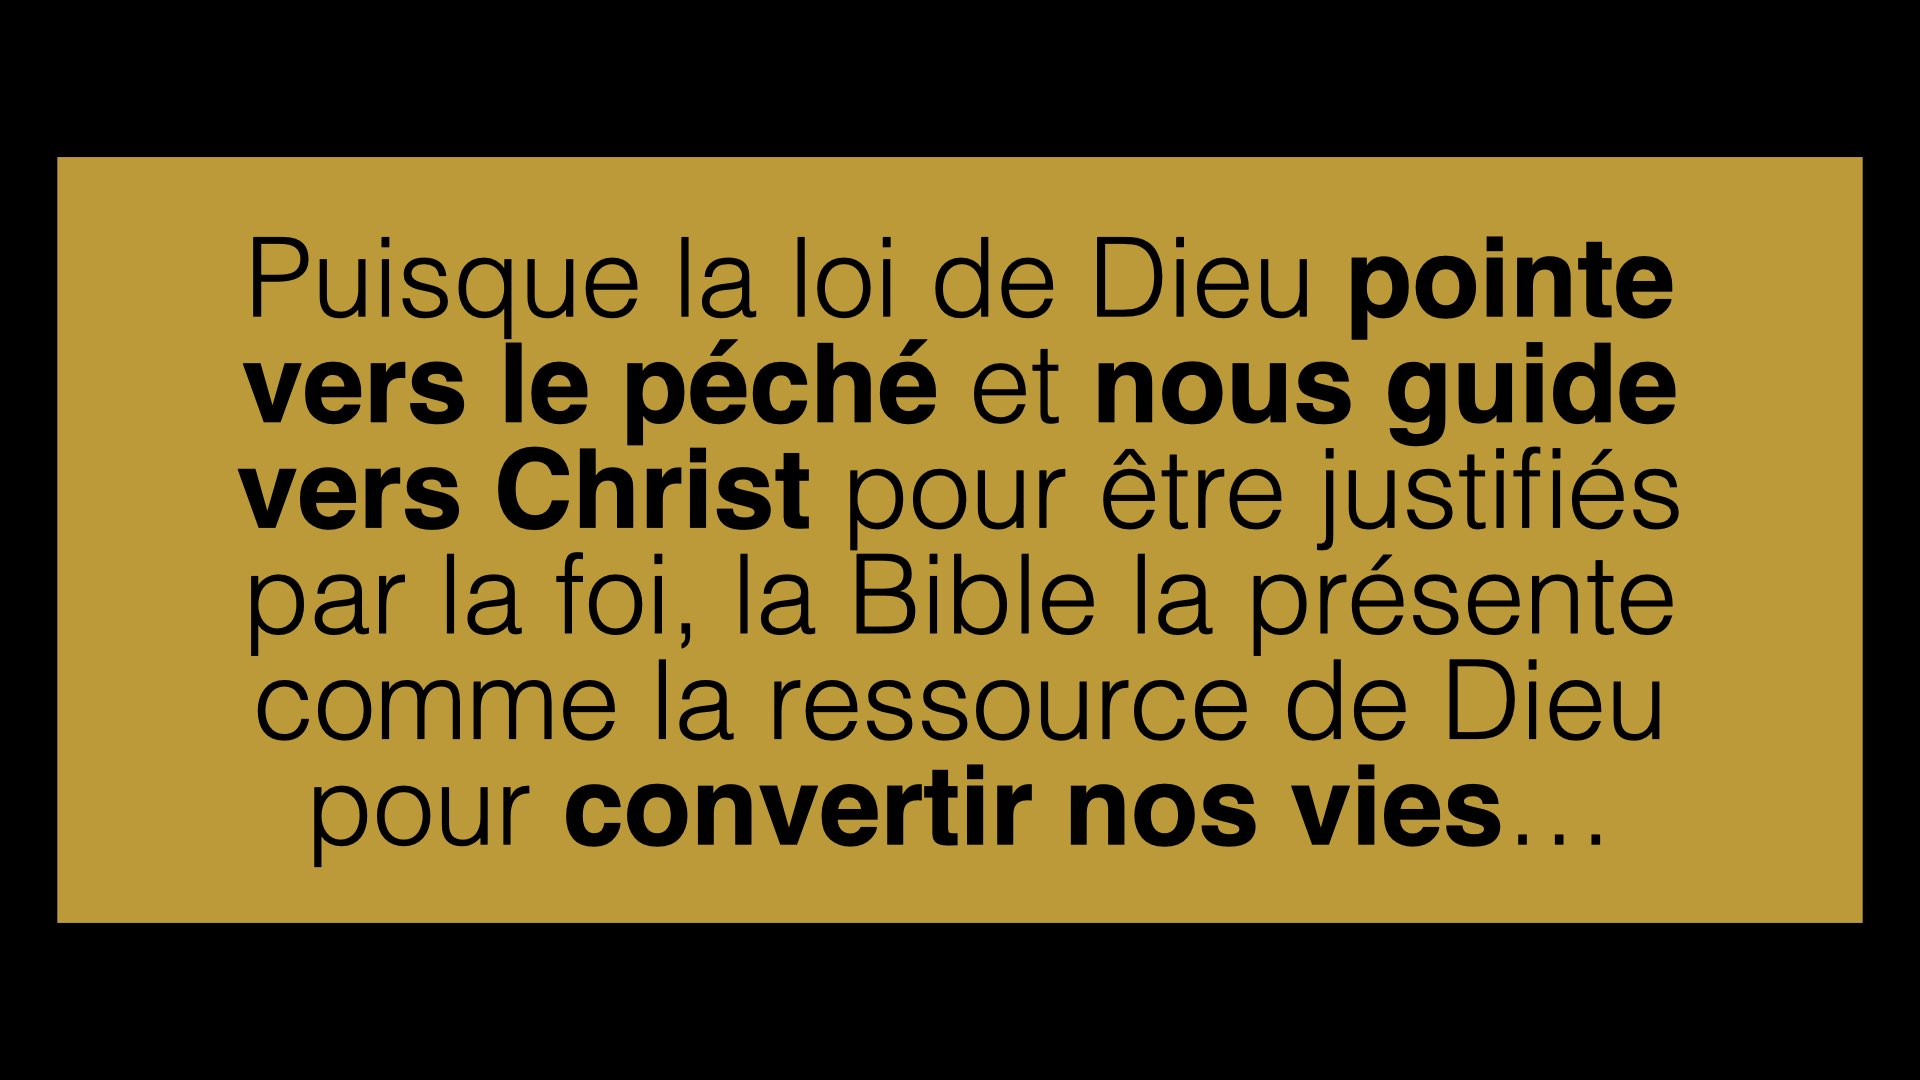 Puisque la loi de Dieu pointe
vers le péché et nous guide
vers Christ pour être justifiés
par la foi, la Bible la présente
comme la ressource de Dieu
pour convertir nos vies…